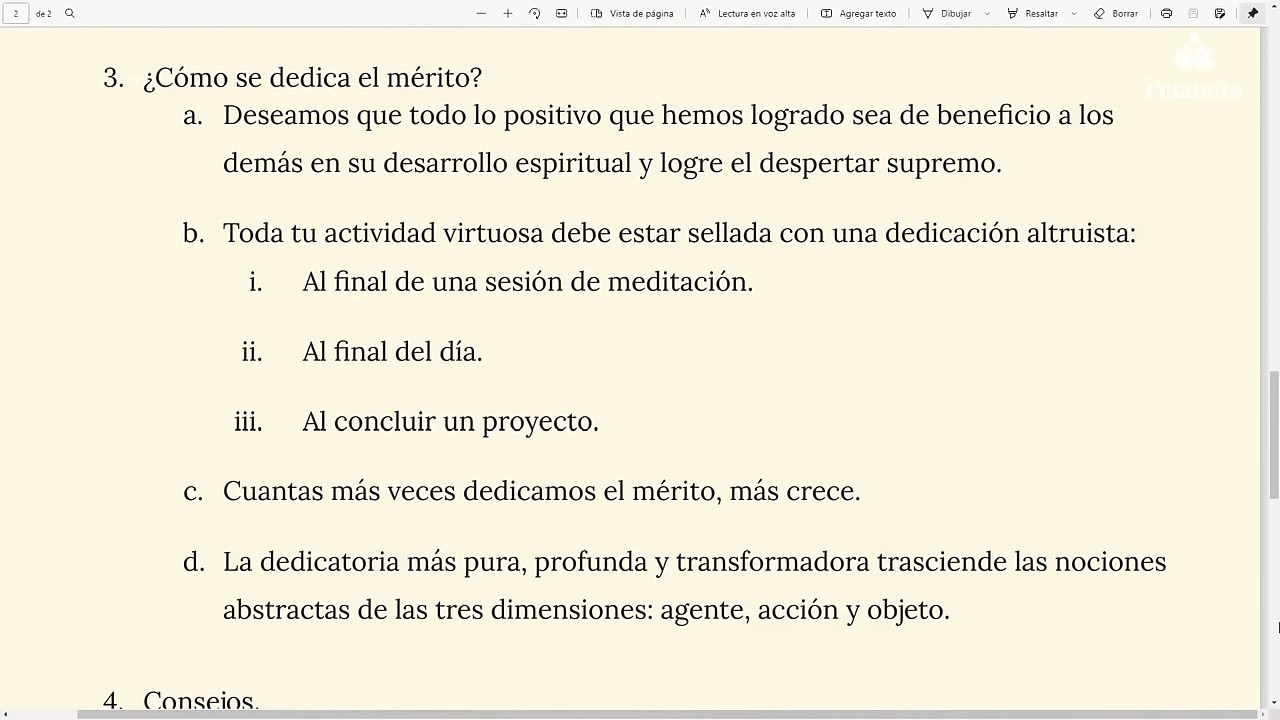 2 de 2 Vista de página Lectura en voz alta Agregar texto Dibujar Resaltar Borrar
Paramita
3. ¿Cómo se dedica el mérito?
a. Deseamos que todo lo positivo que hemos logrado sea de beneficio a los
demás en su desarrollo espiritual y logre el despertar supremo.
b. Toda tu actividad virtuosa debe estar sellada con una dedicación altruista:
i. Al final de una sesión de meditación.
ii. Al final del día.
iii. Al concluir un proyecto.
c. Cuantas más veces dedicamos el mérito, más crece.
d. La dedicatoria más pura, profunda y transformadora trasciende las nociones
abstractas de las tres dimensiones: agente, acción y objeto.
4. Consejos.